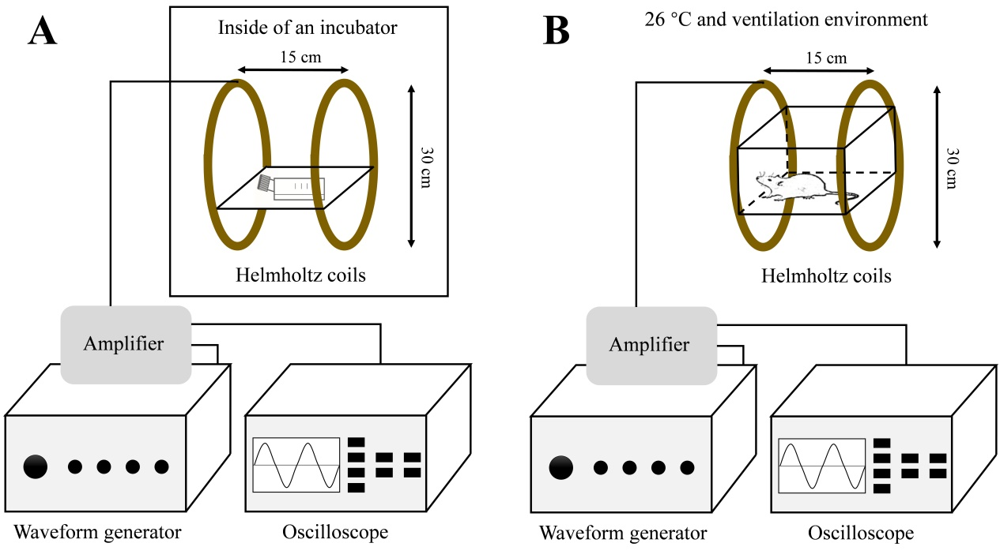 A
Inside of an incubator
15 cm
30 cm
Helmholtz coils
Amplifier
Waveform generator
Oscilloscope
B
26 °C and ventilation environment
15 cm
30 cm
Helmholtz coils
Amplifier
Waveform generator
Oscilloscope